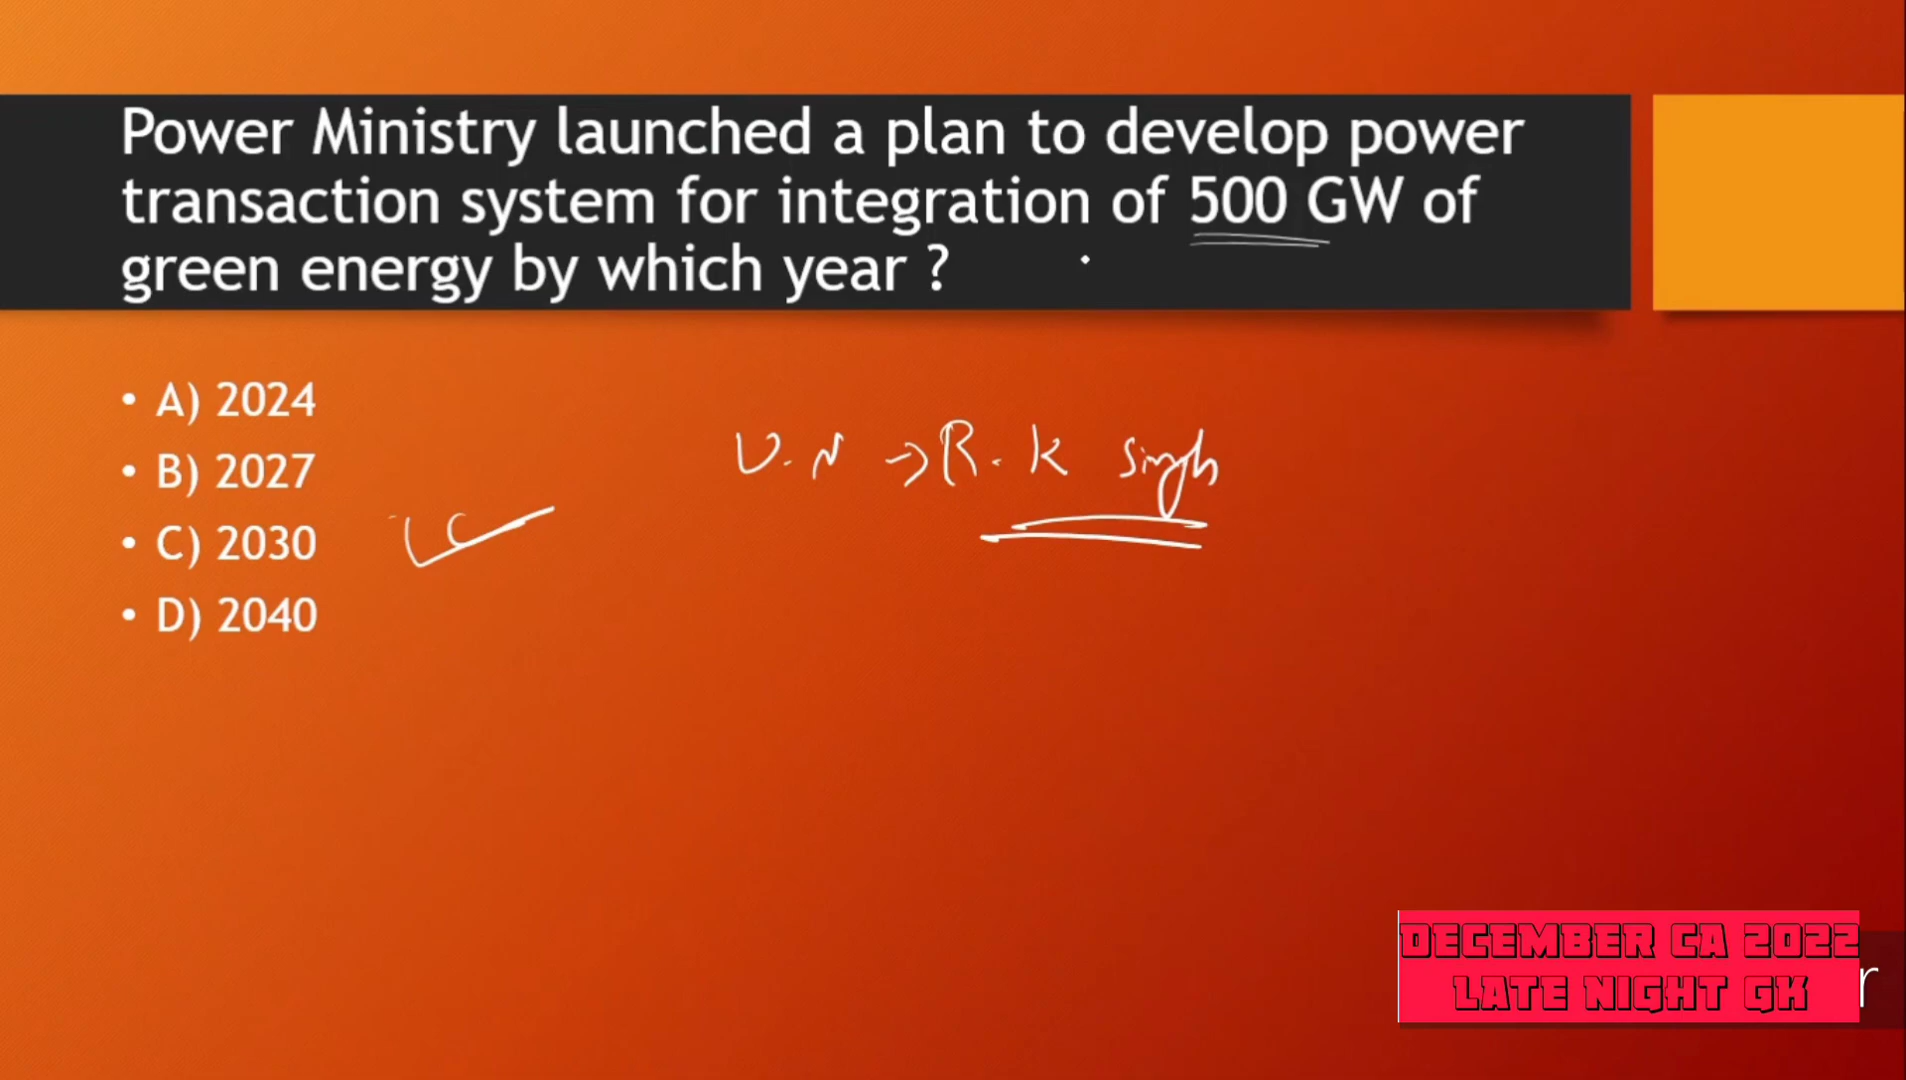 Power Ministry launched a plan to develop power
transaction system for integration of 500 GW of
green energy by which year ?
• A) 2024
• B) 2027
• C) 2030
• D) 2040
U.N → R.K Singh
DECEMBER CA 2022
LATE NIGHT GK
r